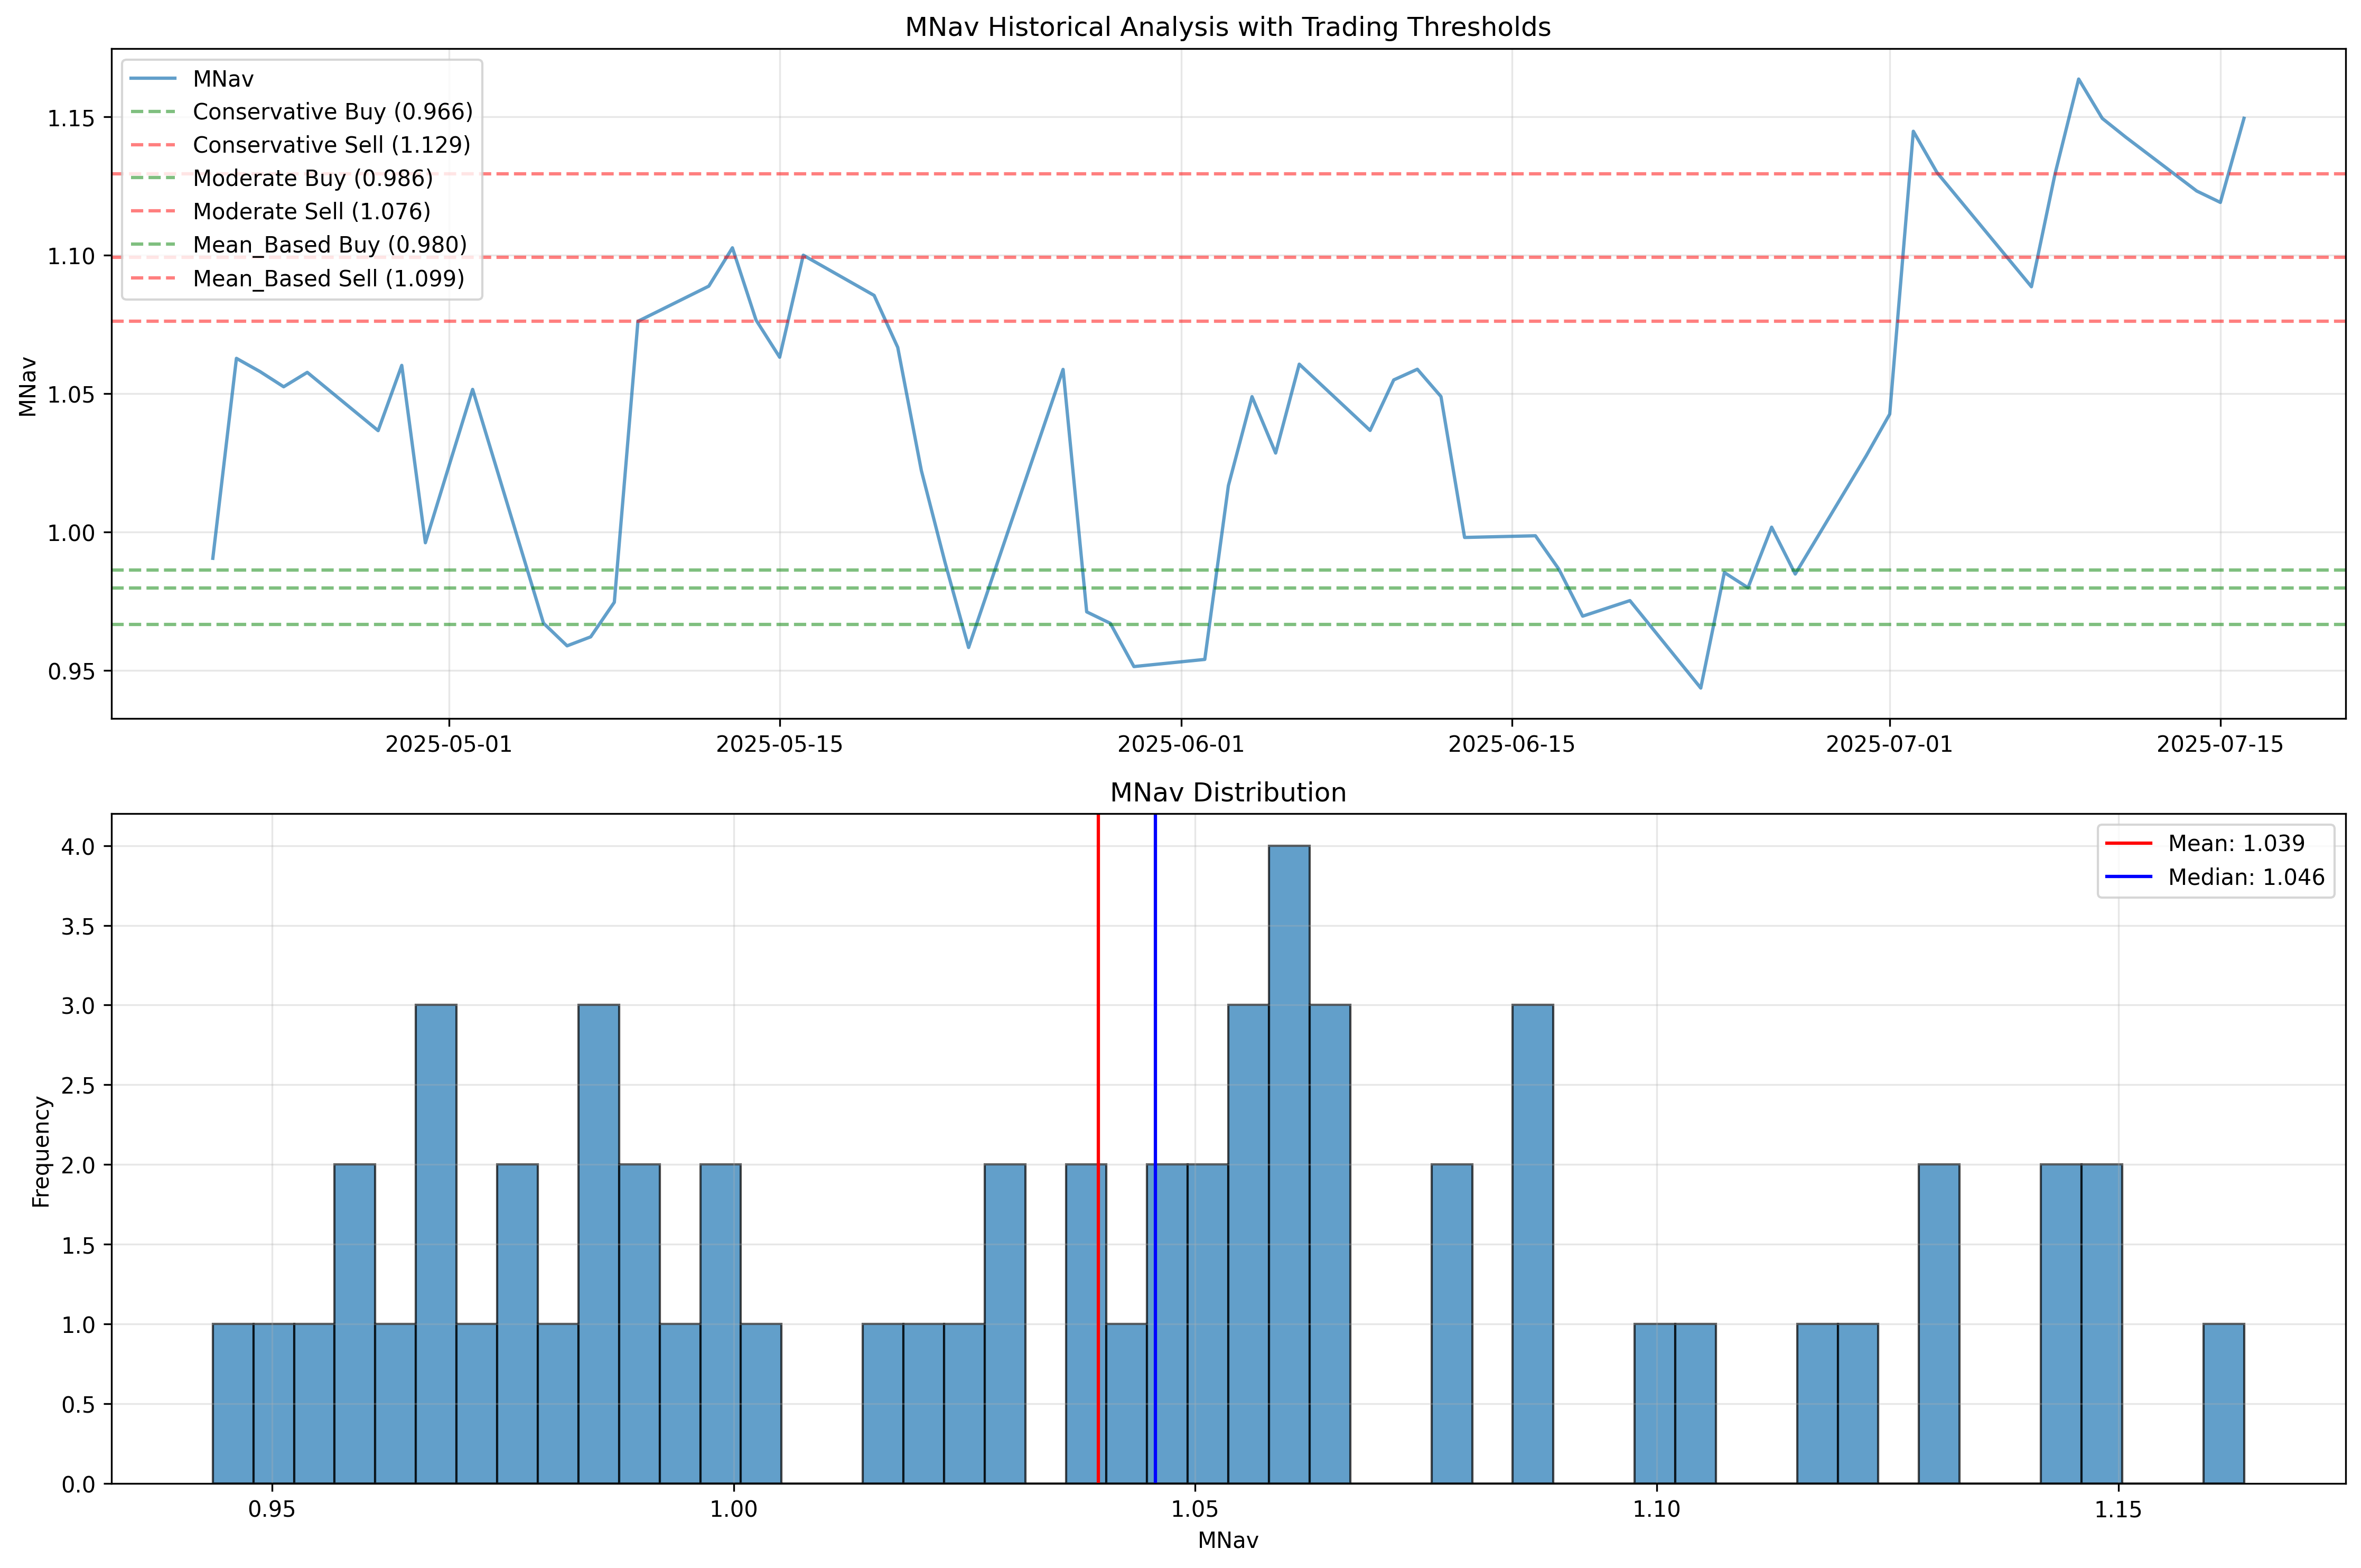 MNav Historical Analysis with Trading Thresholds
MNav
Conservative Buy (0.966)
Conservative Sell (1.129)
Moderate Buy (0.986)
Moderate Sell (1.076)
Mean_Based Buy (0.980)
Mean_Based Sell (1.099)
MNav
1.15
1.10
1.05
1.00
0.95
2025-05-01
2025-05-15
2025-06-01
2025-06-15
2025-07-01
2025-07-15
MNav Distribution
Mean: 1.039
Median: 1.046
Frequency
4.0
3.5
3.0
2.5
2.0
1.5
1.0
0.5
0.0
0.95
1.00
1.05
1.10
1.15
MNav